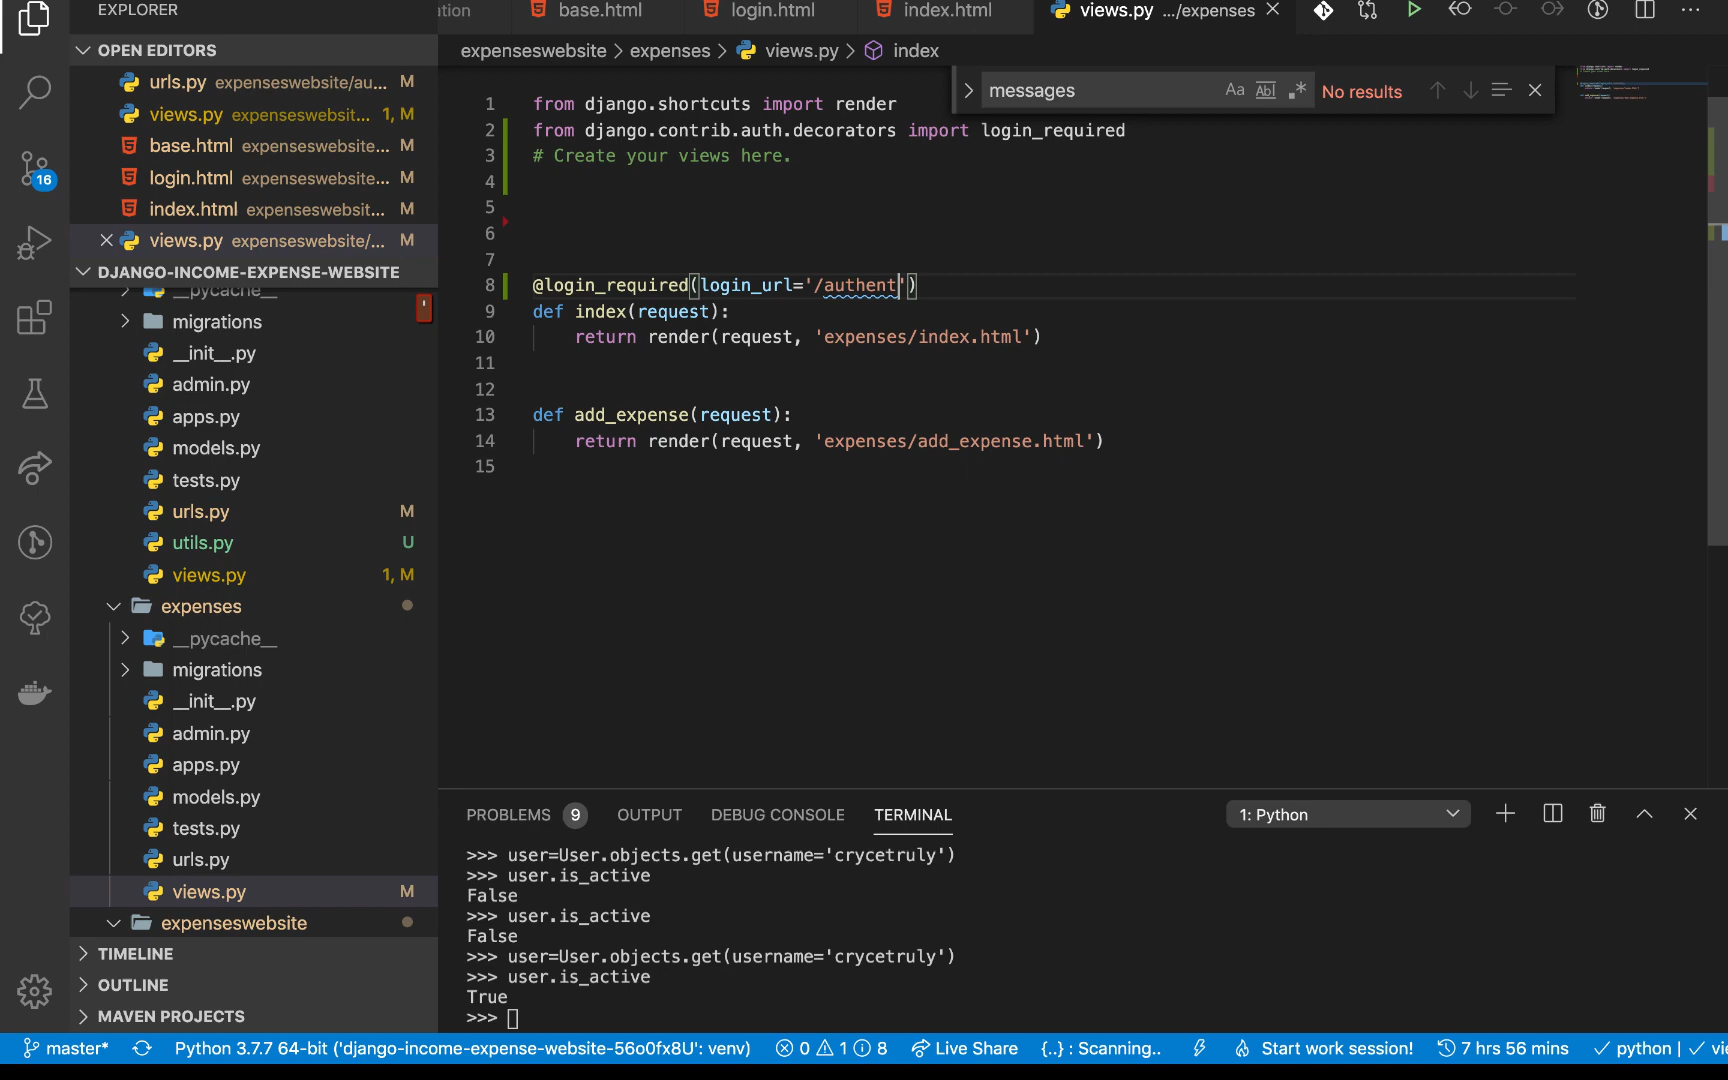 EXPLORER
ation
base.html
login.html
index.html
views.py .../expenses
OPEN EDITORS
urls.py expenseswebsite/au... M
views.py expenseswebsit... 1, M
base.html expenseswebsite... M
login.html expenseswebsite... M
index.html expenseswebsit... M
views.py expenseswebsite/... M
16
DJANGO-INCOME-EXPENSE-WEBSITE
__pycache__
migrations
__init__.py
admin.py
apps.py
models.py
tests.py
urls.py M
utils.py U
views.py 1, M
expenses
__pycache__
migrations
__init__.py
admin.py
apps.py
models.py
tests.py
urls.py
views.py M
expenseswebsite
TIMELINE
OUTLINE
MAVEN PROJECTS
expenseswebsite > expenses > views.py > index
messages Aa Abl .* No results
1 from django.shortcuts import render
2 from django.contrib.auth.decorators import login_required
3 # Create your views here.
4
5
6
7
8 @login_required(login_url='/authent')
9 def index(request):
10 return render(request, 'expenses/index.html')
11
12
13 def add_expense(request):
14 return render(request, 'expenses/add_expense.html')
15
PROBLEMS 9 OUTPUT DEBUG CONSOLE TERMINAL 1: Python
>>> user=User.objects.get(username='crycetruly')
>>> user.is_active
False
>>> user.is_active
False
>>> user=User.objects.get(username='crycetruly')
>>> user.is_active
True
>>>
master* Python 3.7.7 64-bit ('django-income-expense-website-56o0fx8U': venv) 0 1 8 Live Share {..} : Scanning.. Start work session! 7 hrs 56 mins ✓ python | ✓ vi